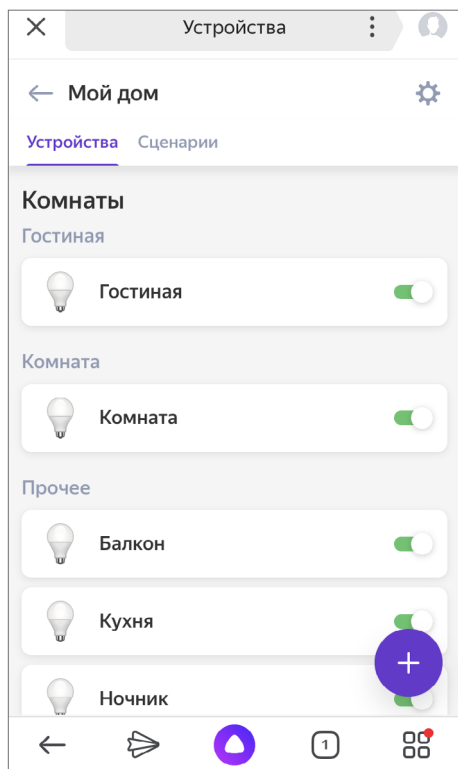 Устройства
Мой дом
Устройства Сценарии
Комнаты
Гостиная
Гостиная
Комната
Комната
Прочее
Балкон
Кухня
Ночник
1